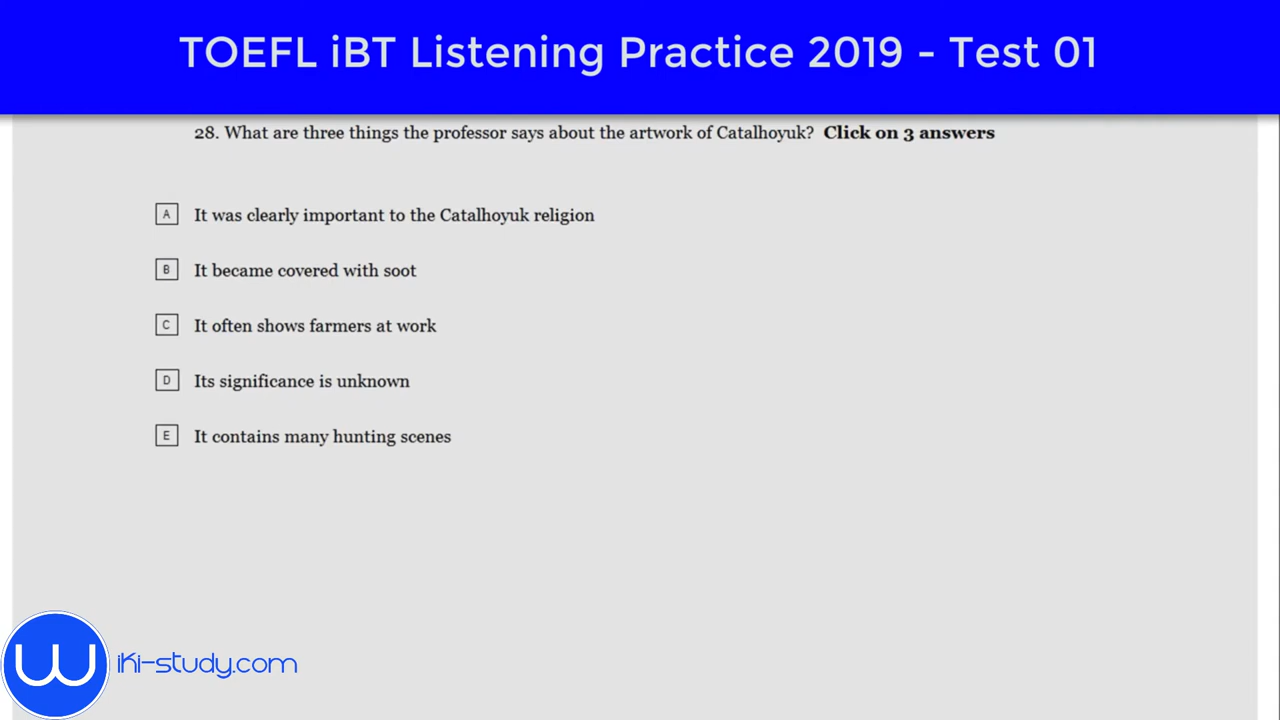 TOEFL iBT Listening Practice 2019 - Test 01
28. What are three things the professor says about the artwork of Catalhoyuk? Click on 3 answers
A It was clearly important to the Catalhoyuk religion
B It became covered with soot
C It often shows farmers at work
D Its significance is unknown
E It contains many hunting scenes
wiki-study.com